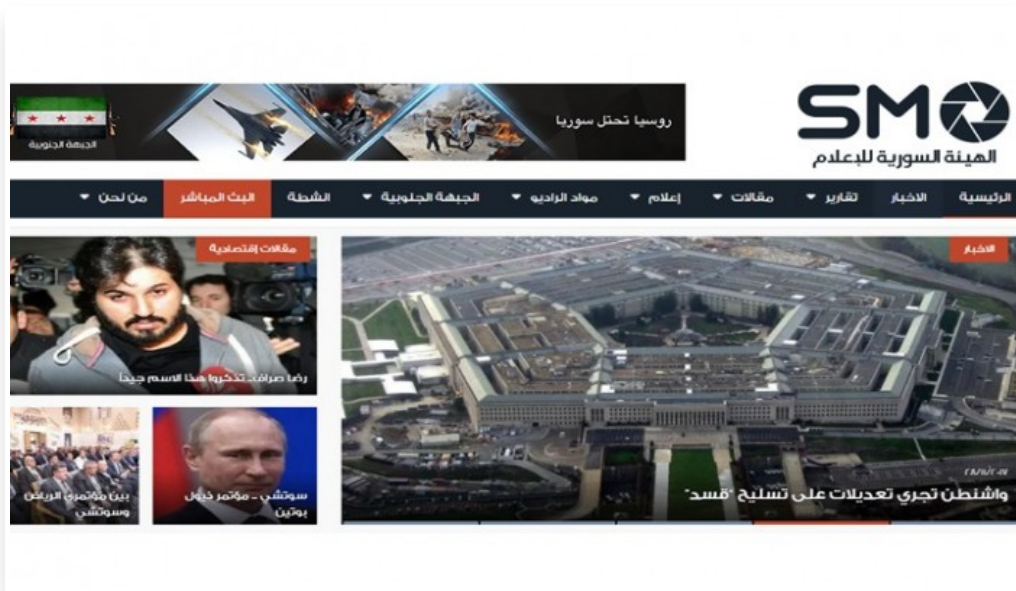 SMO
الهيئة السورية للإعلام
روسيا تحتل سوريا
الجبهة الجنوبية
الرئيسية
الاخبار
تقارير
مقالات
إعلام
مواد الراديو
الجبهة الجنوبية
انشطة
البث المباشر
من نحن
الاخبار
واشنطن تجري تعديلات على تسليح "قسد"
مقالات إقتصادية
رضا صراف.. تذكروا هذا الاسم جيداً
سوتشي - مؤتمر ذيول
بوتين
بين مؤتمري الرياض
وسوتشي